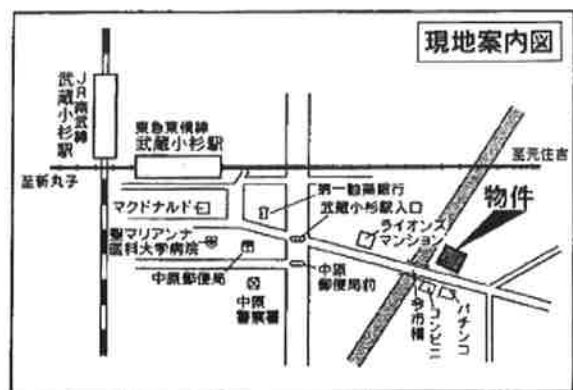 現地案内図
JR南武線
武蔵小杉駅
東急東横線
武蔵小杉駅
至新丸子
至元住吉
物件
マクドナルド
第一勧業銀行
武蔵小杉駅入口
ライオンズ
マンション
聖マリアンナ
医科大学病院
中原郵便局
中原
郵便局前
中原
警察署
今市橋
コンビニ
パチンコ